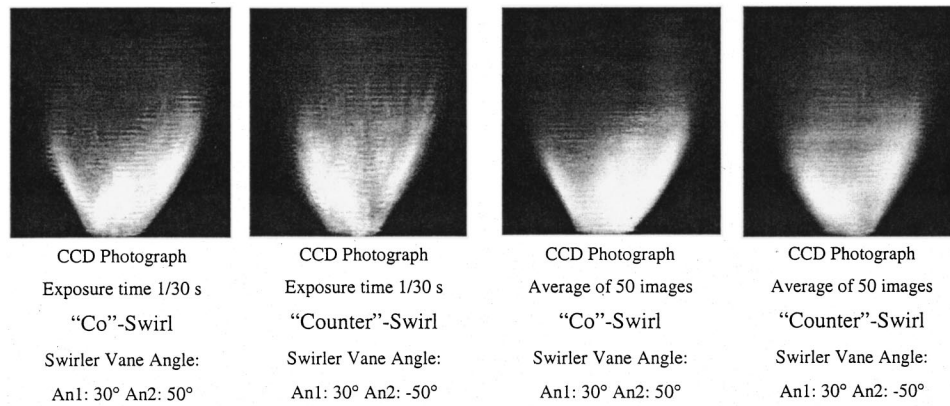 CCD Photograph
Exposure time 1/30 s
“Co”-Swirl
Swirler Vane Angle:
An1: 30° An2: 50°
CCD Photograph
Exposure time 1/30 s
“Counter”-Swirl
Swirler Vane Angle:
An1: 30° An2: -50°
CCD Photograph
Average of 50 images
“Co”-Swirl
Swirler Vane Angle:
An1: 30° An2: 50°
CCD Photograph
Average of 50 images
“Counter”-Swirl
Swirler Vane Angle:
An1: 30° An2: -50°